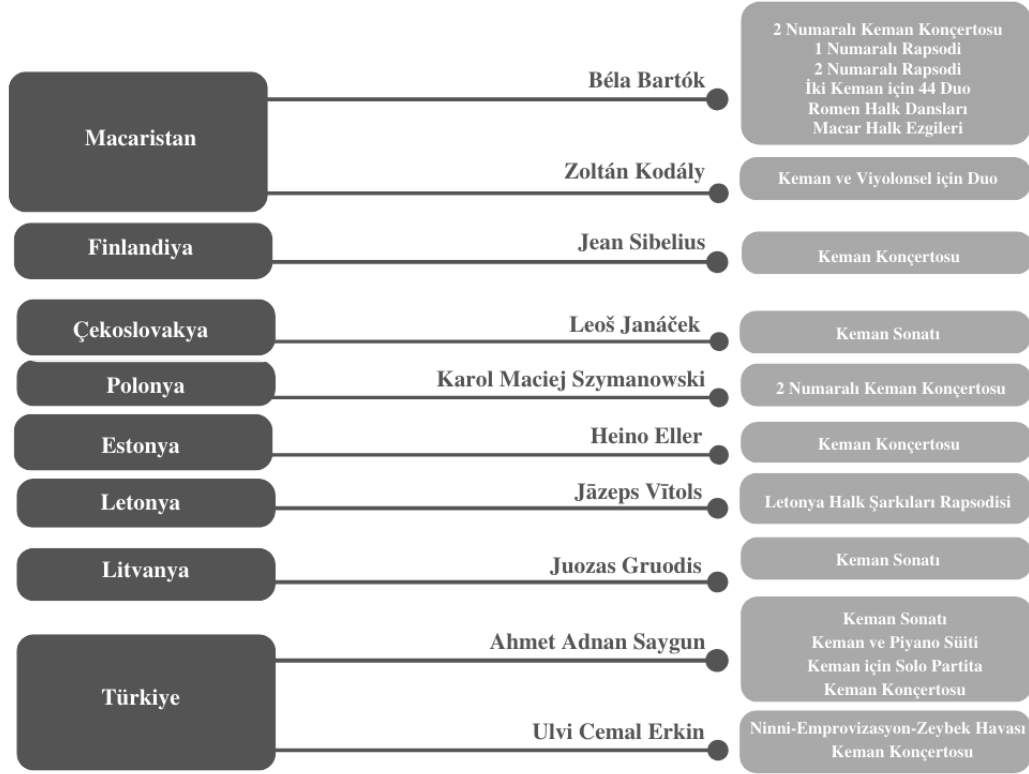 Macaristan
Béla Bartók
2 Numaralı Keman Konçertosu
1 Numaralı Rapsodi
2 Numaralı Rapsodi
İki Keman için 44 Duo
Romen Halk Dansları
Macar Halk Ezgileri
Zoltán Kodály
Keman ve Viyolonsel için Duo
Finlandiya
Jean Sibelius
Keman Konçertosu
Çekoslovakya
Leoš Janáček
Keman Sonatı
Polonya
Karol Maciej Szymanowski
2 Numaralı Keman Konçertosu
Estonya
Heino Eller
Keman Konçertosu
Letonya
Jāzeps Vītols
Letonya Halk Şarkıları Rapsodisi
Litvanya
Juozas Gruodis
Keman Sonatı
Türkiye
Ahmet Adnan Saygun
Keman Sonatı
Keman ve Piyano Süiti
Keman için Solo Partita
Keman Konçertosu
Ulvi Cemal Erkin
Ninni-Emprovizasyon-Zeybek Havası
Keman Konçertosu